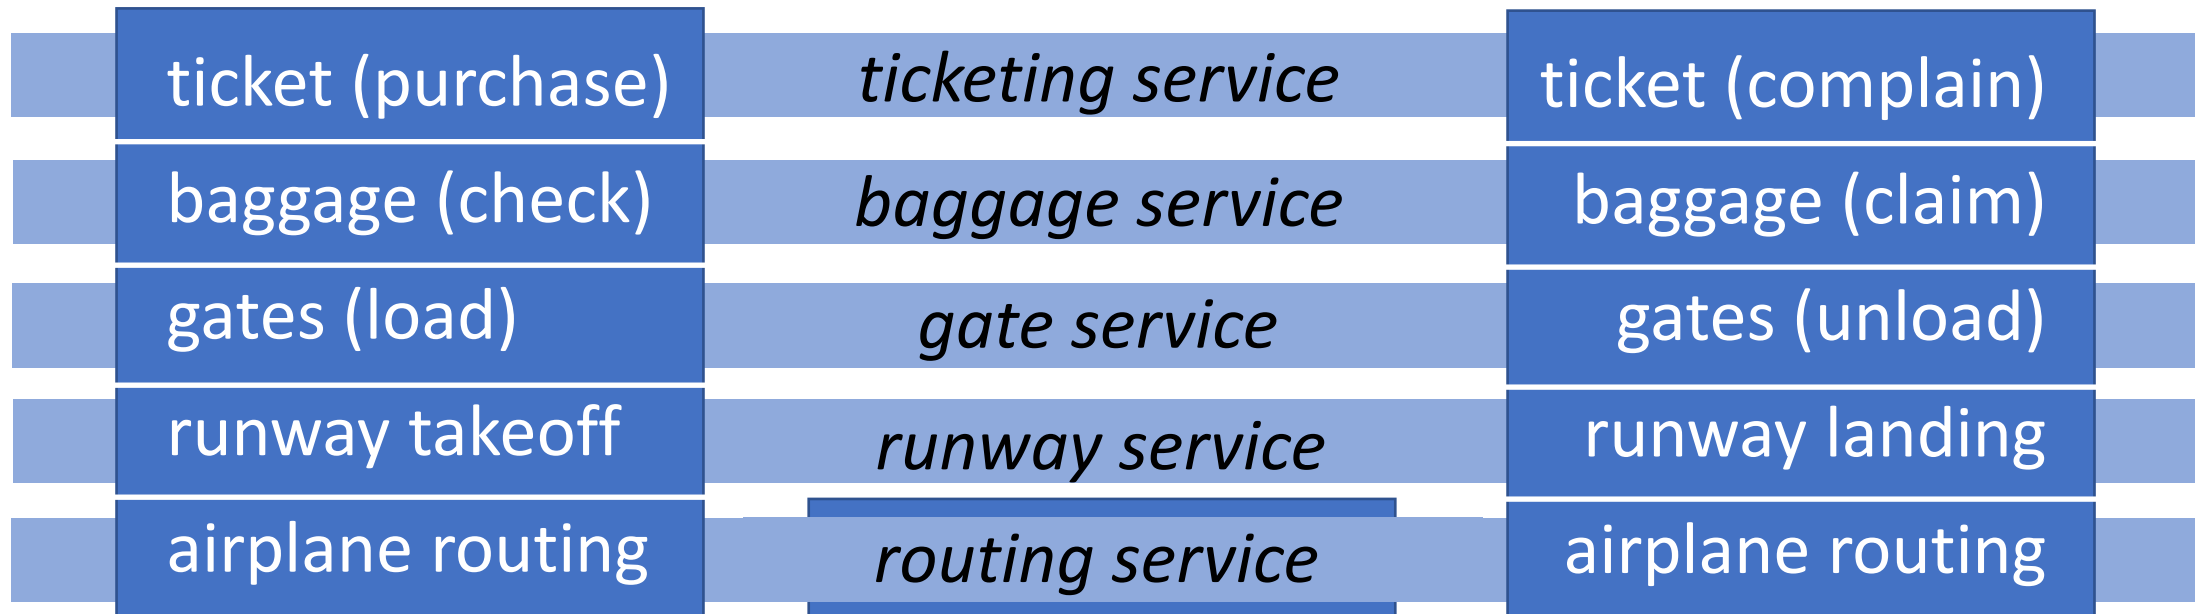 ticket (purchase) ticketing service ticket (complain)
baggage (check) baggage service baggage (claim)
gates (load) gate service gates (unload)
runway takeoff runway service runway landing
airplane routing routing service airplane routing